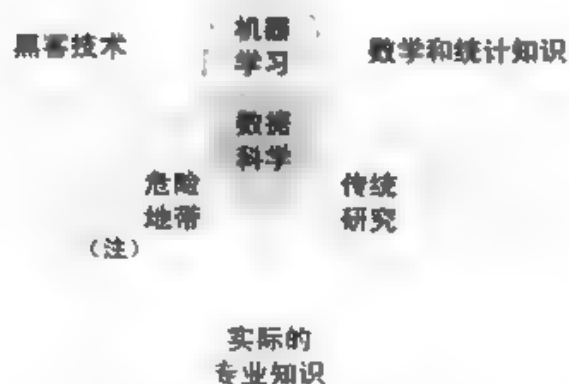 黑客技术
机器
学习
数学和统计知识
数据
科学
危险
地带
传统
研究
（注）
实际的
专业知识